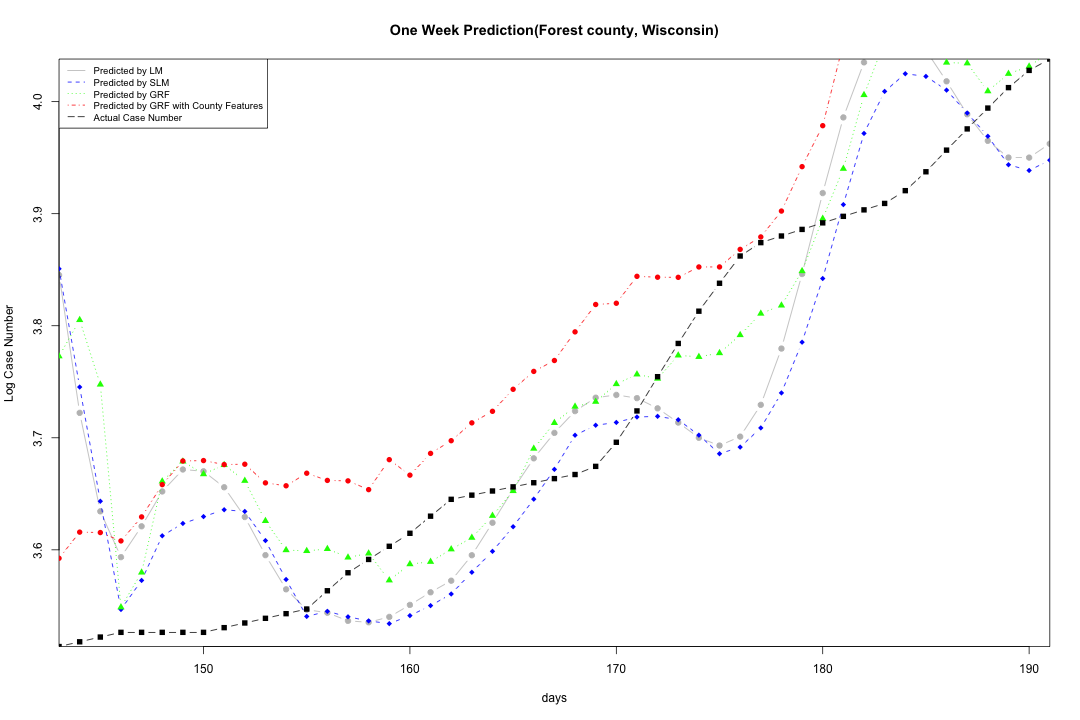 One Week Prediction(Forest county, Wisconsin)
Predicted by LM
Predicted by SLM
Predicted by GRF
Predicted by GRF with County Features
Actual Case Number
Log Case Number
4.0
3.9
3.8
3.7
3.6
150 160 170 180 190
days